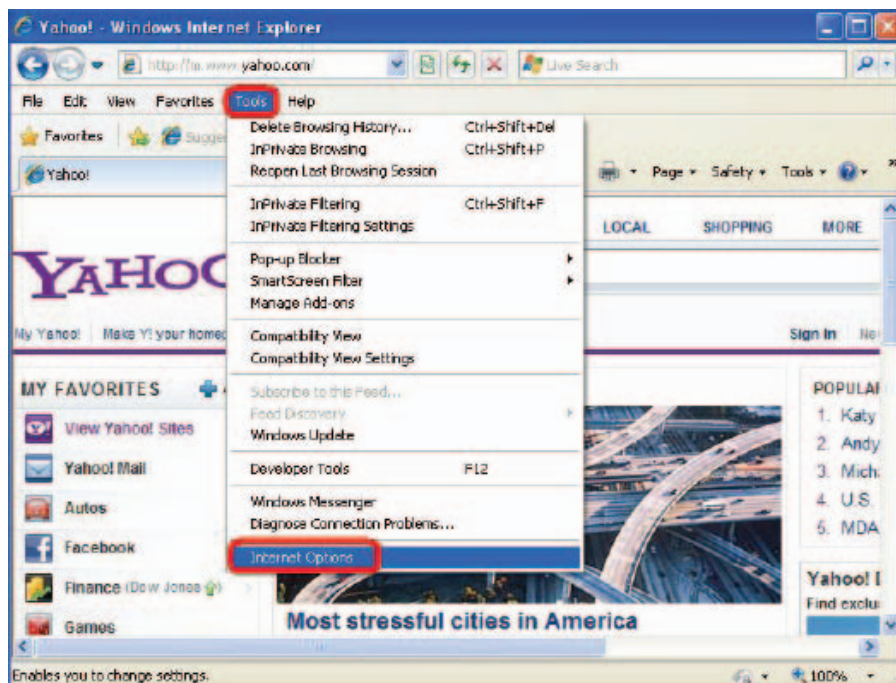 Yahoo! - Windows Internet Explorer
yahoo.com/
Live Search
File Edit View Favorites Tools Help
Favorites
Yahoo!
Page Safety Tools
Delete Browsing History... Ctrl+Shift+Del
InPrivate Browsing Ctrl+Shift+P
Reopen Last Browsing Session
InPrivate Filtering Ctrl+Shift+F
InPrivate Filtering Settings
Pop-up Blocker
SmartScreen Filter
Manage Add-ons
Compatibility View
Compatibility View Settings
Subscribe to this Feed...
Feed Discovery
Windows Update
Developer Tools F12
Windows Messenger
Diagnose Connection Problems...
Internet Options
LOCAL SHOPPING MORE
YAHOO
My Yahoo! Make Y! your
Sign In
MY FAVORITES
View Yahoo! Sites
Yahoo! Mail
Autos
Facebook
Finance (Dow Jones)
Games
Most stressful cities in America
POPULA
1. Katy
2. Andy
3. Mich
4. U.S.
5. MDA
Yahoo!
Find exclu
Enables you to change settings.
100%